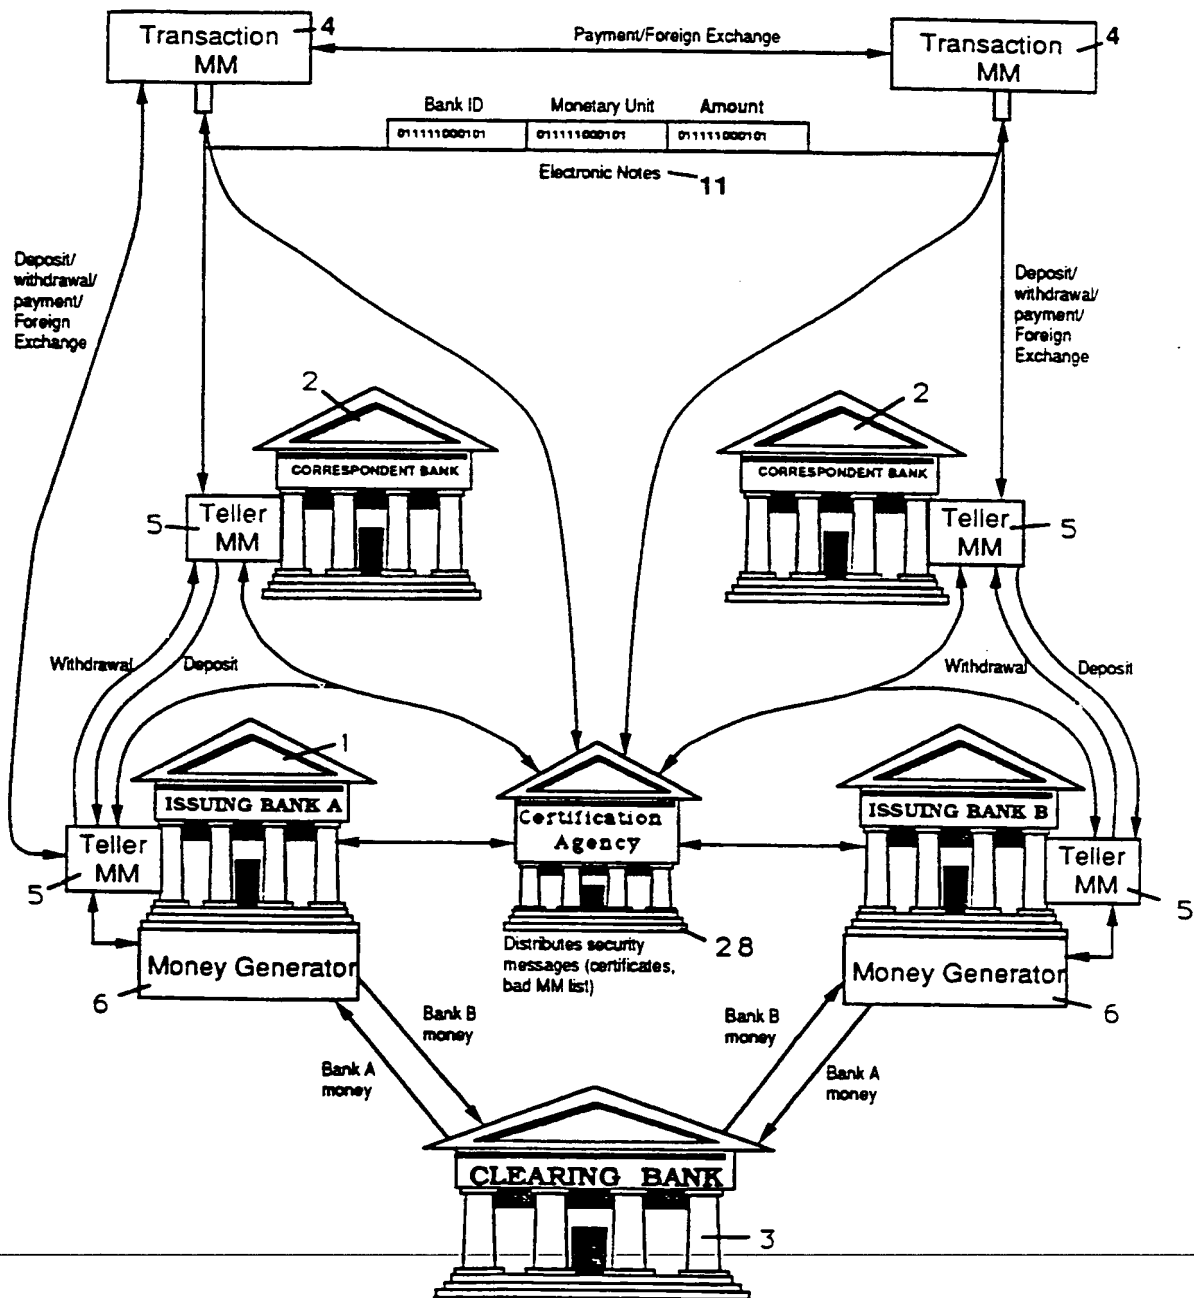 Transaction
MM
4
Payment/Foreign Exchange
Transaction
MM
4
Bank ID
Monetary Unit
Amount
011111000101
011111000101
011111000101
Electronic Notes
11
Deposit/
withdrawal/
payment/
Foreign
Exchange
Deposit/
withdrawal/
payment/
Foreign
Exchange
2
CORRESPONDENT BANK
2
CORRESPONDENT BANK
5
Teller
MM
Teller
MM
5
Withdrawal
Deposit
Withdrawal
Deposit
1
ISSUING BANK A
Certification
Agency
ISSUING BANK B
Teller
MM
5
Teller
MM
5
28
Distributes security
messages (certificates,
bad MM list)
Money Generator
6
Money Generator
6
Bank B
money
Bank A
money
Bank B
money
Bank A
money
CLEARING BANK
3